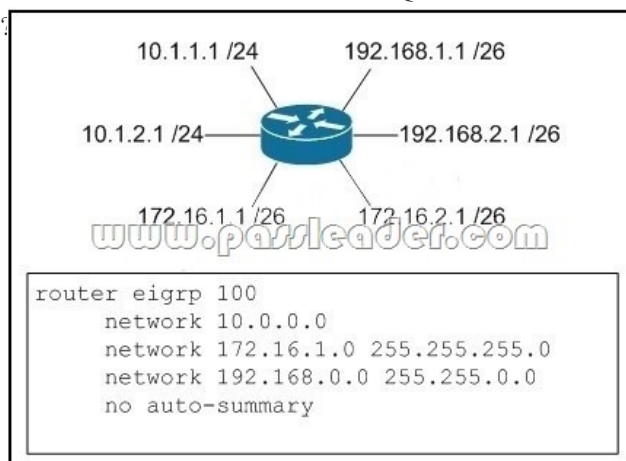 10.1.1.1 /24
192.168.1.1 /26
10.1.2.1 /24
192.168.2.1 /26
172.16.1.1 /26
172.16.2.1 /26
www.passleader.com
router eigrp 100
network 10.0.0.0
network 172.16.1.0 255.255.255.0
network 192.168.0.0 255.255.0.0
no auto-summary